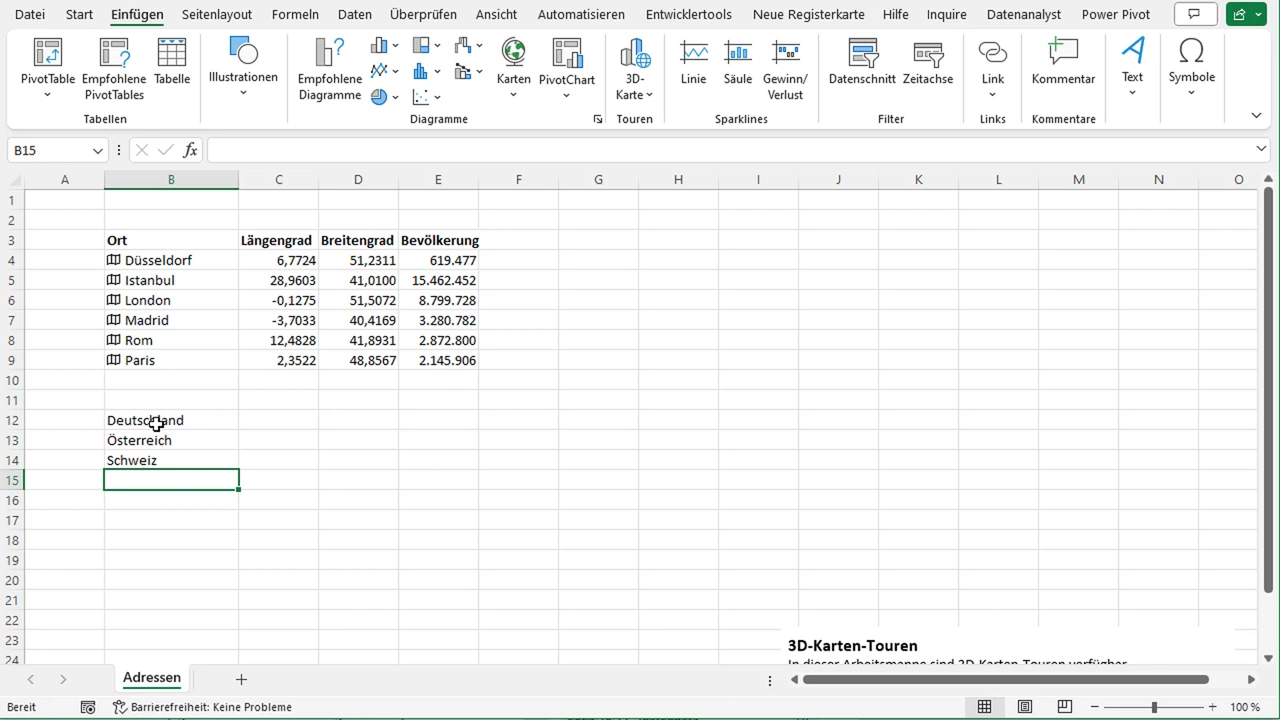 Datei Start Einfügen Seitenlayout Formeln Daten Überprüfen Ansicht Automatisieren Entwicklertools Neue Registerkarte Hilfe Inquire Datenanalyst Power Pivot
PivotTable Empfohlene PivotTables Tabelle Illustrationen Empfohlene Diagramme Karten PivotChart 3D-Karte Linie Säule Gewinn/Verlust Datenschnitt Zeitachse Link Kommentar Text Symbole
Tabellen Diagramme Touren Sparklines Filter Links Kommentare
B15 fx
A B C D E F G H I J K L M N O
1
2
3 Ort Längengrad Breitengrad Bevölkerung
4 Düsseldorf 6,7724 51,2311 619.477
5 Istanbul 28,9603 41,0100 15.462.452
6 London -0,1275 51,5072 8.799.728
7 Madrid -3,7033 40,4169 3.280.782
8 Rom 12,4828 41,8931 2.872.800
9 Paris 2,3522 48,8567 2.145.906
10
11
12 Deutschland
13 Österreich
14 Schweiz
15
16
17
18
19
20
21
22
23 3D-Karten-Touren
24 In dieser Arbeitsmappe sind 3D-Karten-Touren verfügbar
Adressen
Bereit Barrierefreiheit: Keine Probleme 100 %